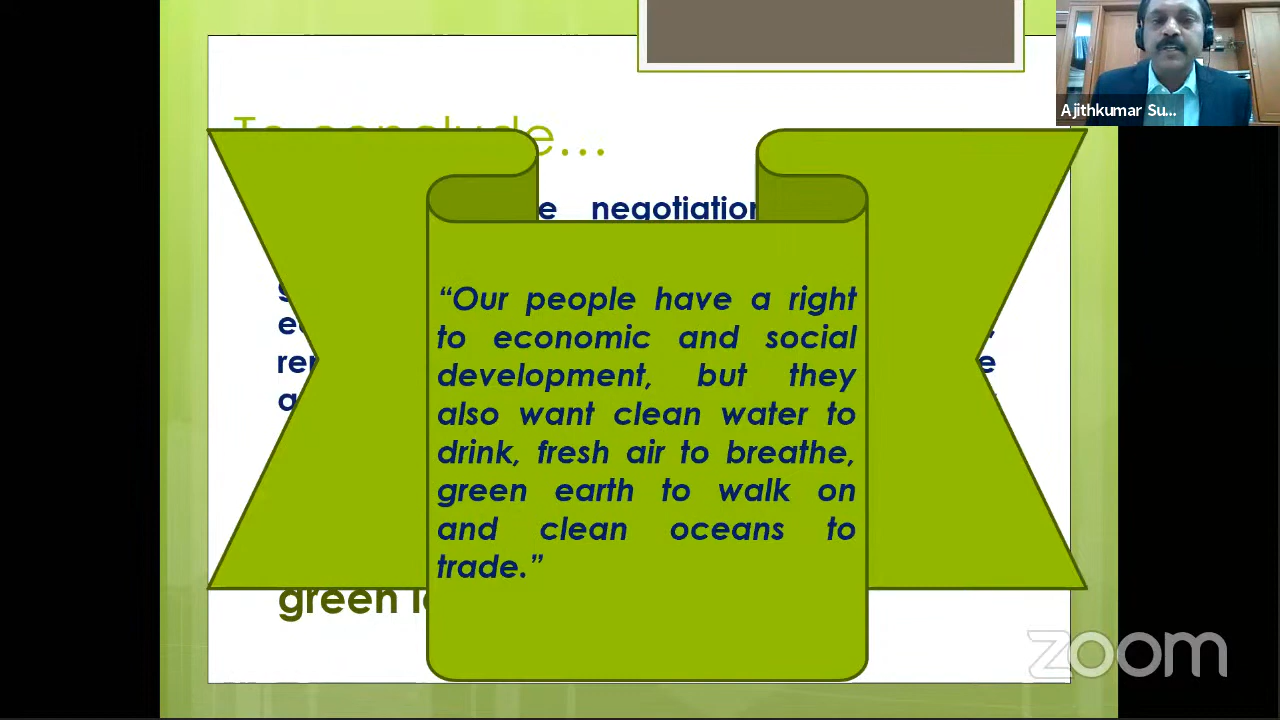 Ajithkumar Su...
To conclude...
negotiation
“Our people have a right
to economic and social
development, but they
also want clean water to
drink, fresh air to breathe,
green earth to walk on
and clean oceans to
trade.”
green
zoom